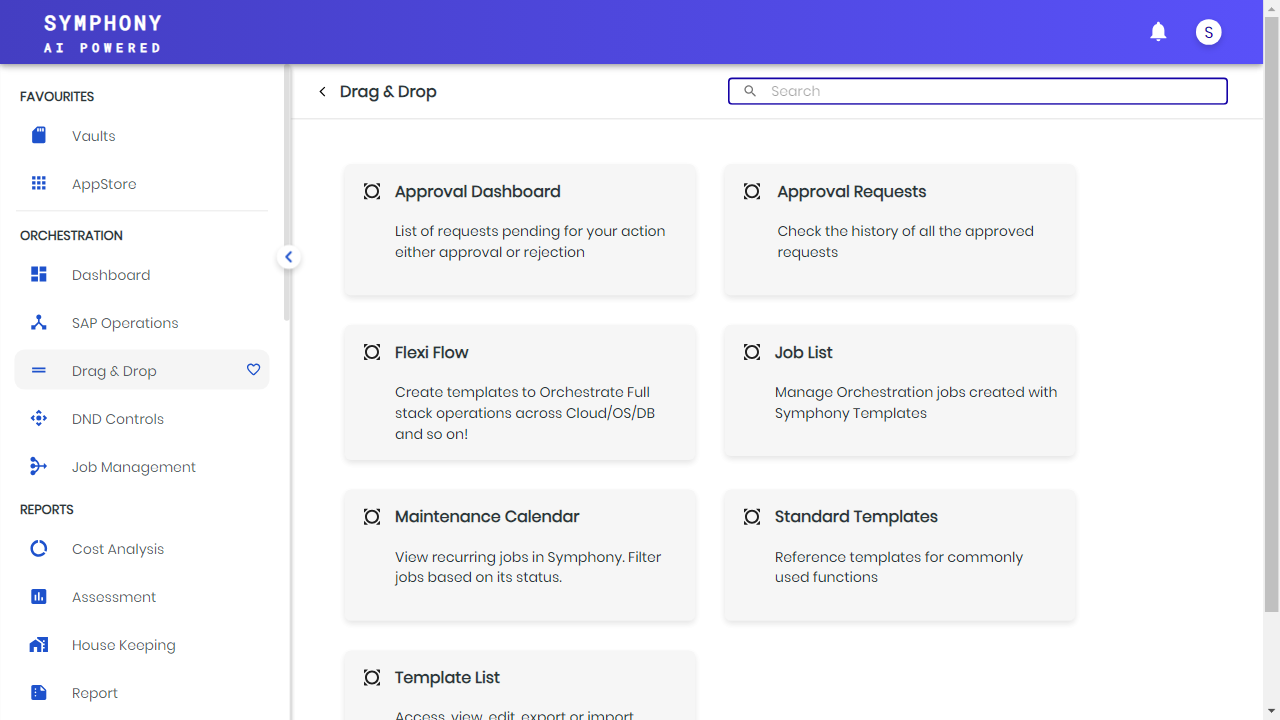 SYMPHONY
AI POWERED
S
FAVOURITES
Vaults
AppStore
ORCHESTRATION
Dashboard
SAP Operations
Drag & Drop
DND Controls
Job Management
REPORTS
Cost Analysis
Assessment
House Keeping
Report
Drag & Drop
Search
Approval Dashboard
List of requests pending for your action
either approval or rejection
Approval Requests
Check the history of all the approved
requests
Flexi Flow
Create templates to Orchestrate Full
stack operations across Cloud/OS/DB
and so on!
Job List
Manage Orchestration jobs created with
Symphony Templates
Maintenance Calendar
View recurring jobs in Symphony. Filter
jobs based on its status.
Standard Templates
Reference templates for commonly
used functions
Template List
Access, view, edit, export or import